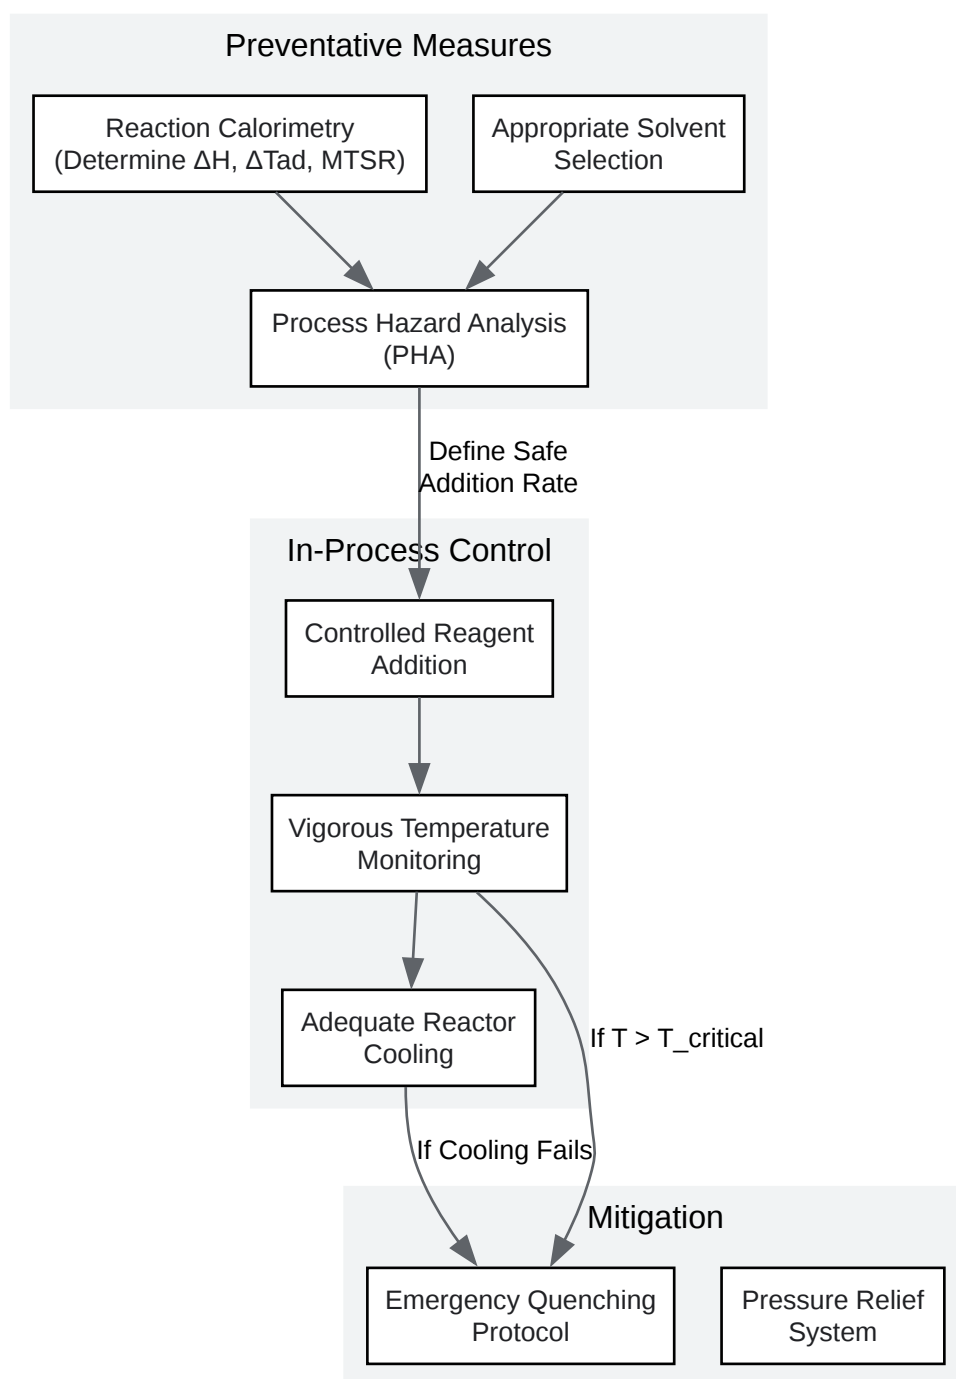 Preventative Measures
Reaction Calorimetry
(Determine ΔH, ΔTad, MTSR)
Appropriate Solvent
Selection
Process Hazard Analysis
(PHA)
Define Safe
Addition Rate
In-Process Control
Controlled Reagent
Addition
Vigorous Temperature
Monitoring
Adequate Reactor
Cooling
If T > T_critical
If Cooling Fails
Mitigation
Emergency Quenching
Protocol
Pressure Relief
System